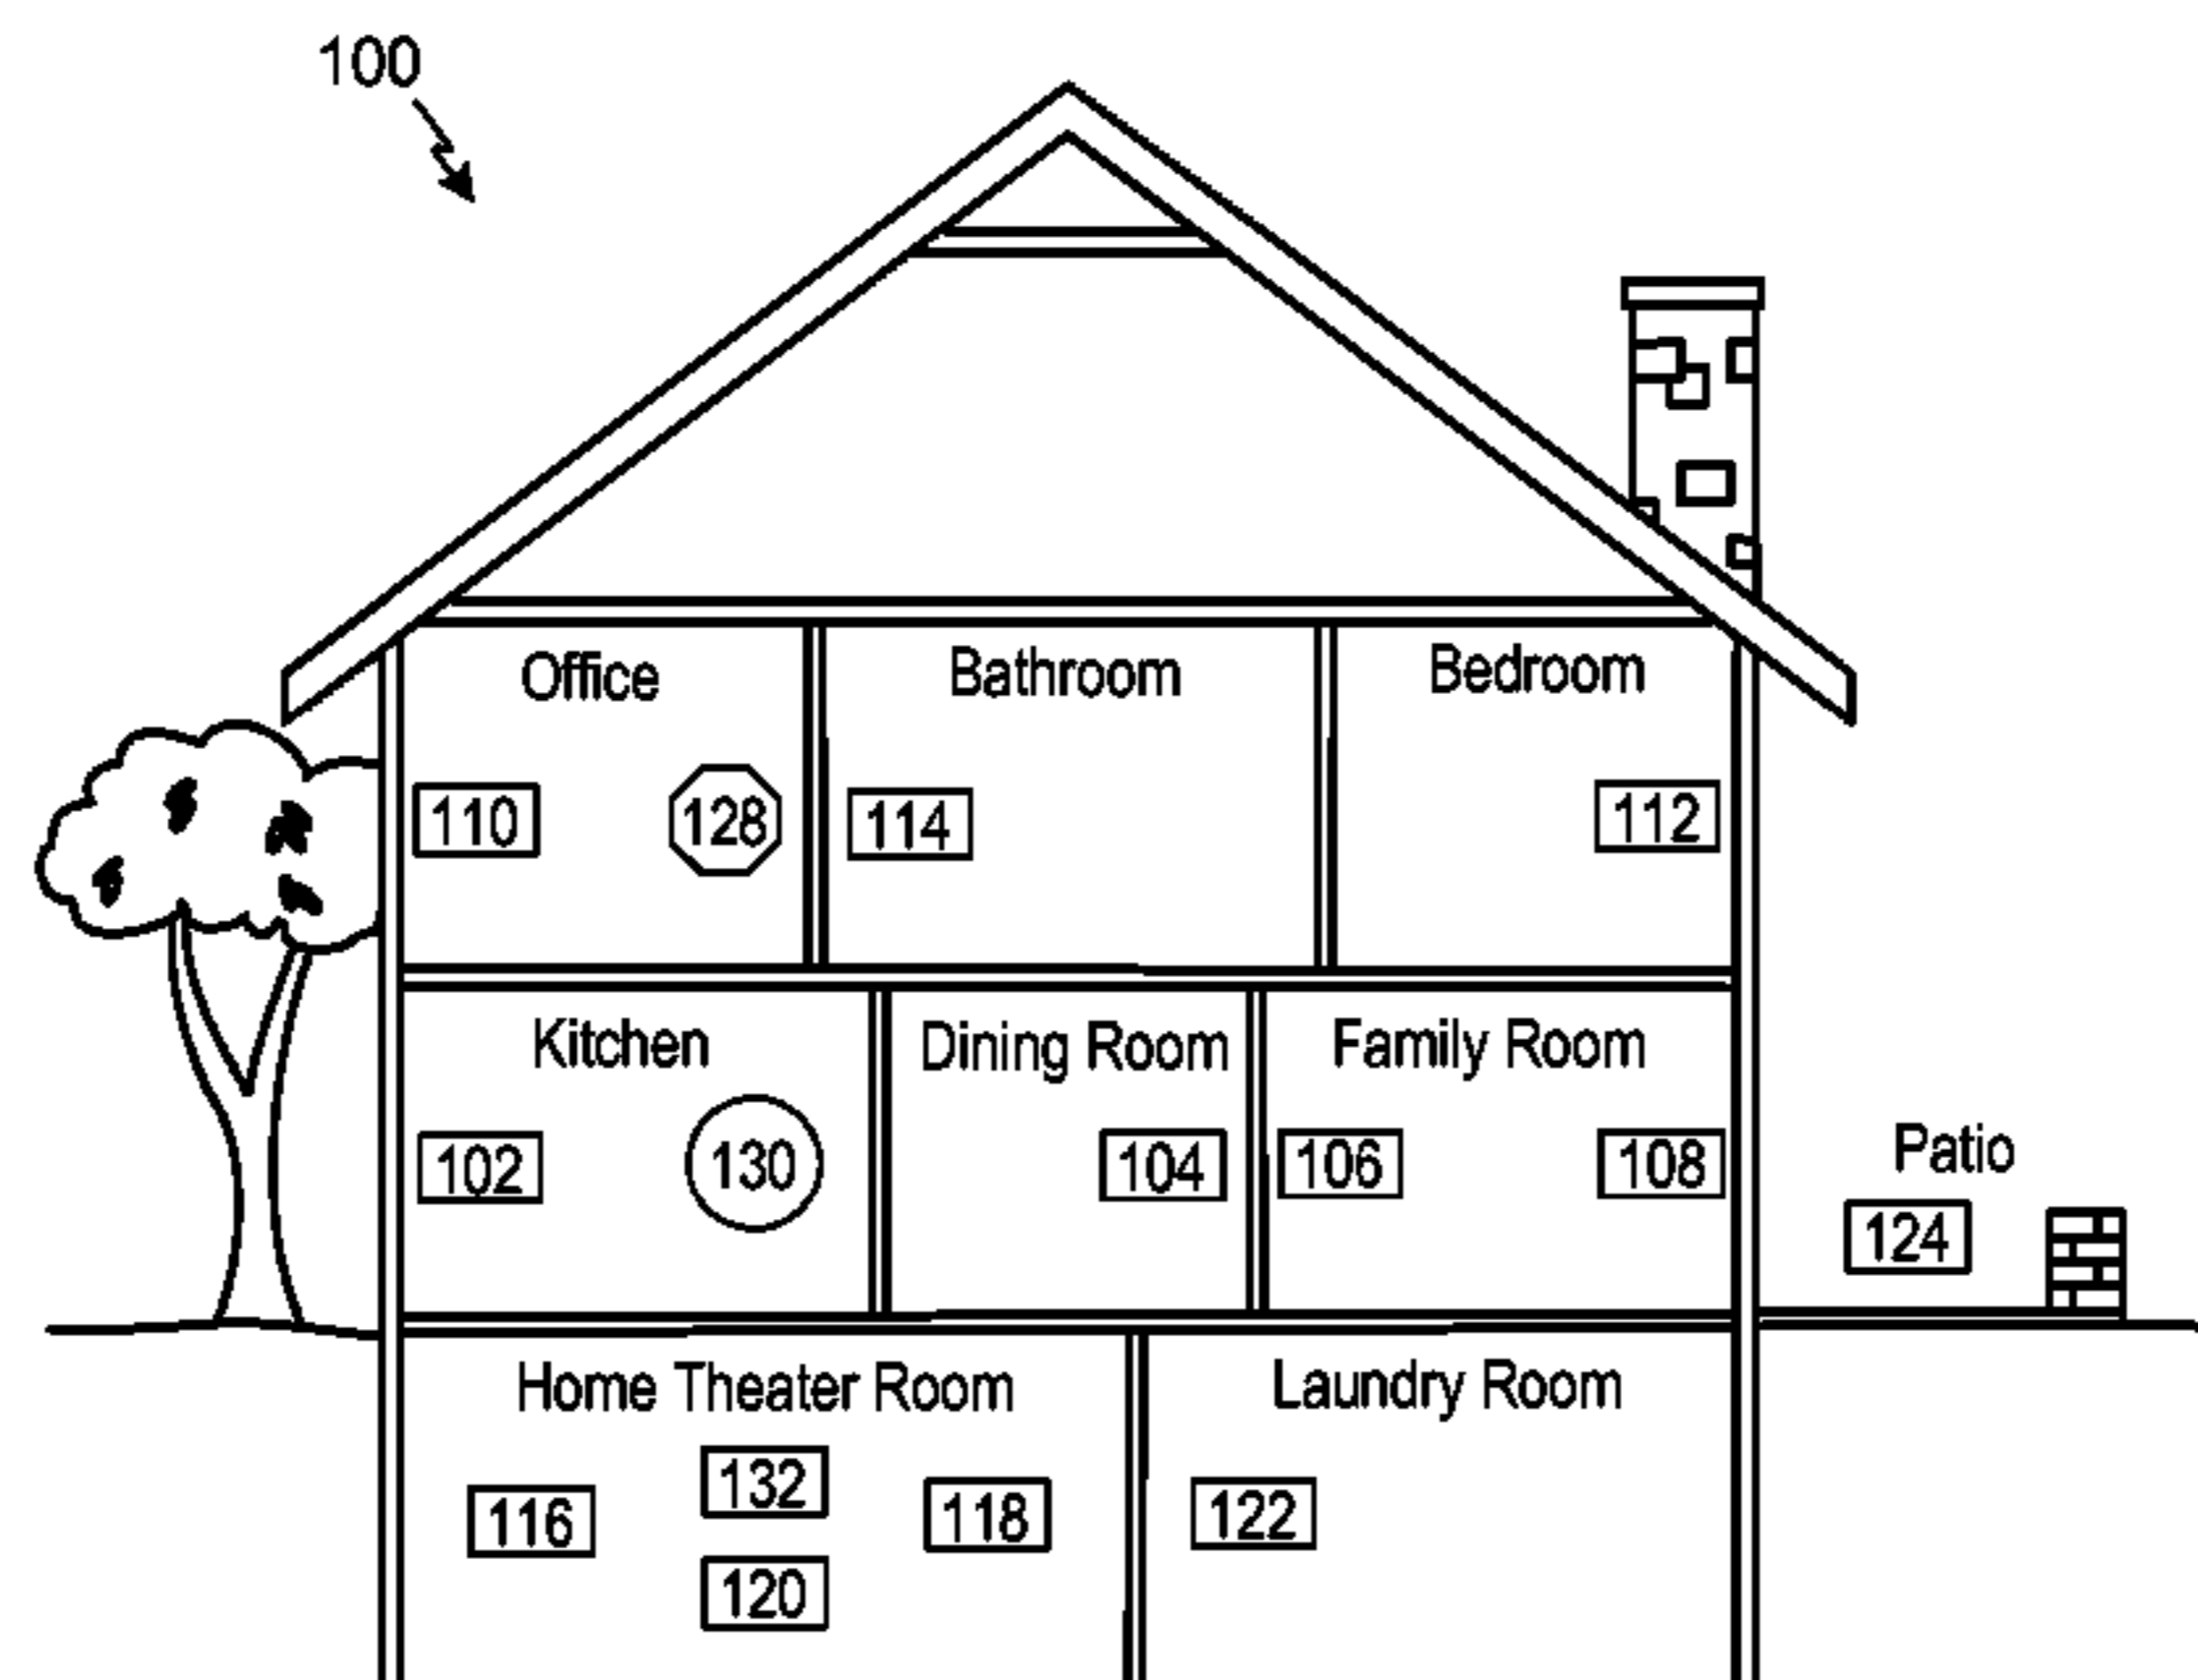 100
Office
Bathroom
Bedroom
110
128
114
112
Kitchen
Dining Room
Family Room
102
130
104
106
108
Patio
124
Home Theater Room
Laundry Room
116
132
118
120
122